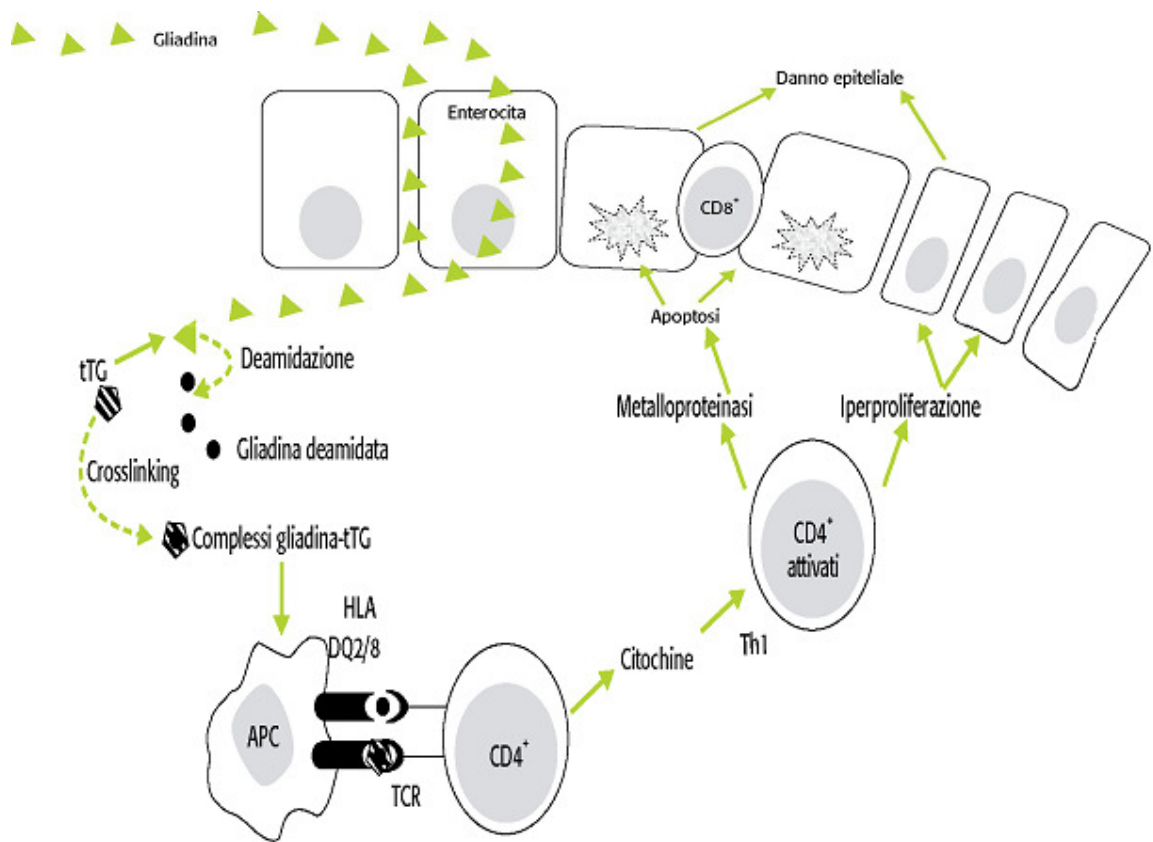 Gliadina
Danno epiteliale
Enterocita
CD8⁺
Apoptosi
tTG
Deamidazione
Metalloproteinasi
Iperproliferazione
Gliadina deamidata
Crosslinking
Complessi gliadina-tTG
CD4⁺
attivati
HLA
DQ2/8
Th1
Citochine
APC
CD4⁺
TCR